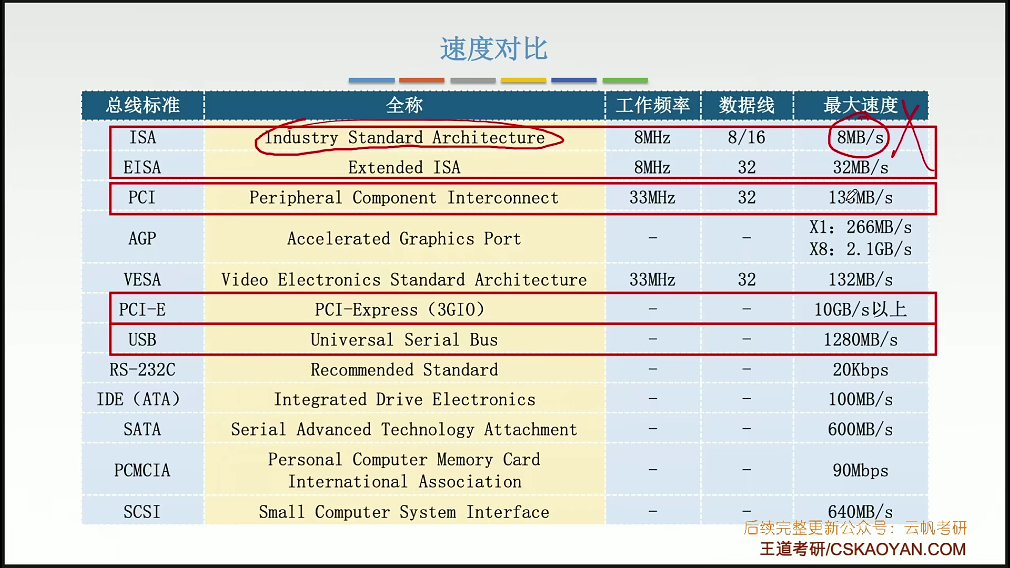 速度对比
总线标准 全称 工作频率 数据线 最大速度
ISA Industry Standard Architecture 8MHz 8/16 8MB/s
EISA Extended ISA 8MHz 32 32MB/s
PCI Peripheral Component Interconnect 33MHz 32 MB/s
AGP Accelerated Graphics Port - - X1: 266MB/s
X8: 2.1GB/s
VESA Video Electronics Standard Architecture 33MHz 32 132MB/s
PCI-E PCI-Express（3GIO） - - 10GB/s以上
USB Universal Serial Bus - - 1280MB/s
RS-232C Recommended Standard - - 20Kbps
IDE（ATA） Integrated Drive Electronics - - 100MB/s
SATA Serial Advanced Technology Attachment - - 600MB/s
PCMCIA Personal Computer Memory Card - - 90Mbps
International Association
SCSI Small Computer System Interface - - 640MB/s
后续完整更新公众号：云帆考研
王道考研/CSKAOYAN.COM